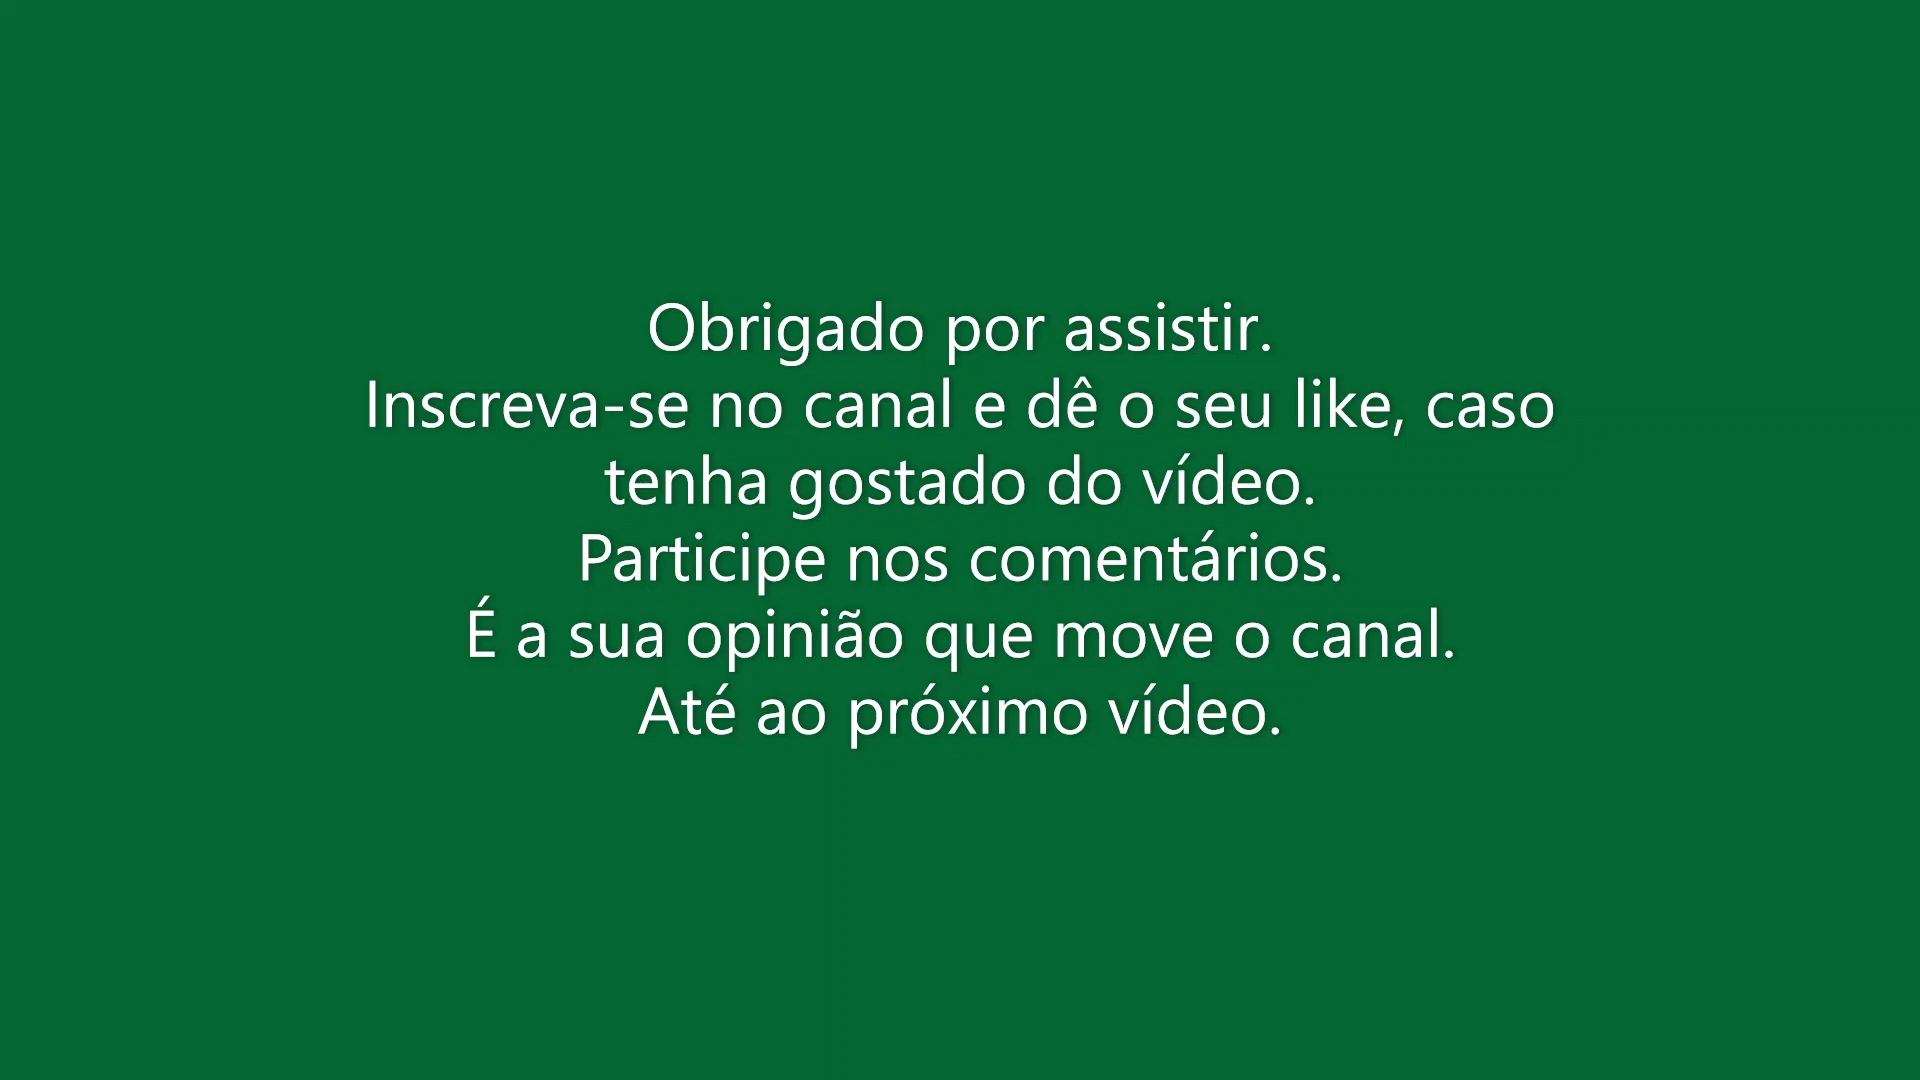 Obrigado por assistir.
Inscreva-se no canal e dê o seu like, caso
tenha gostado do vídeo.
Participe nos comentários.
É a sua opinião que move o canal.
Até ao próximo vídeo.